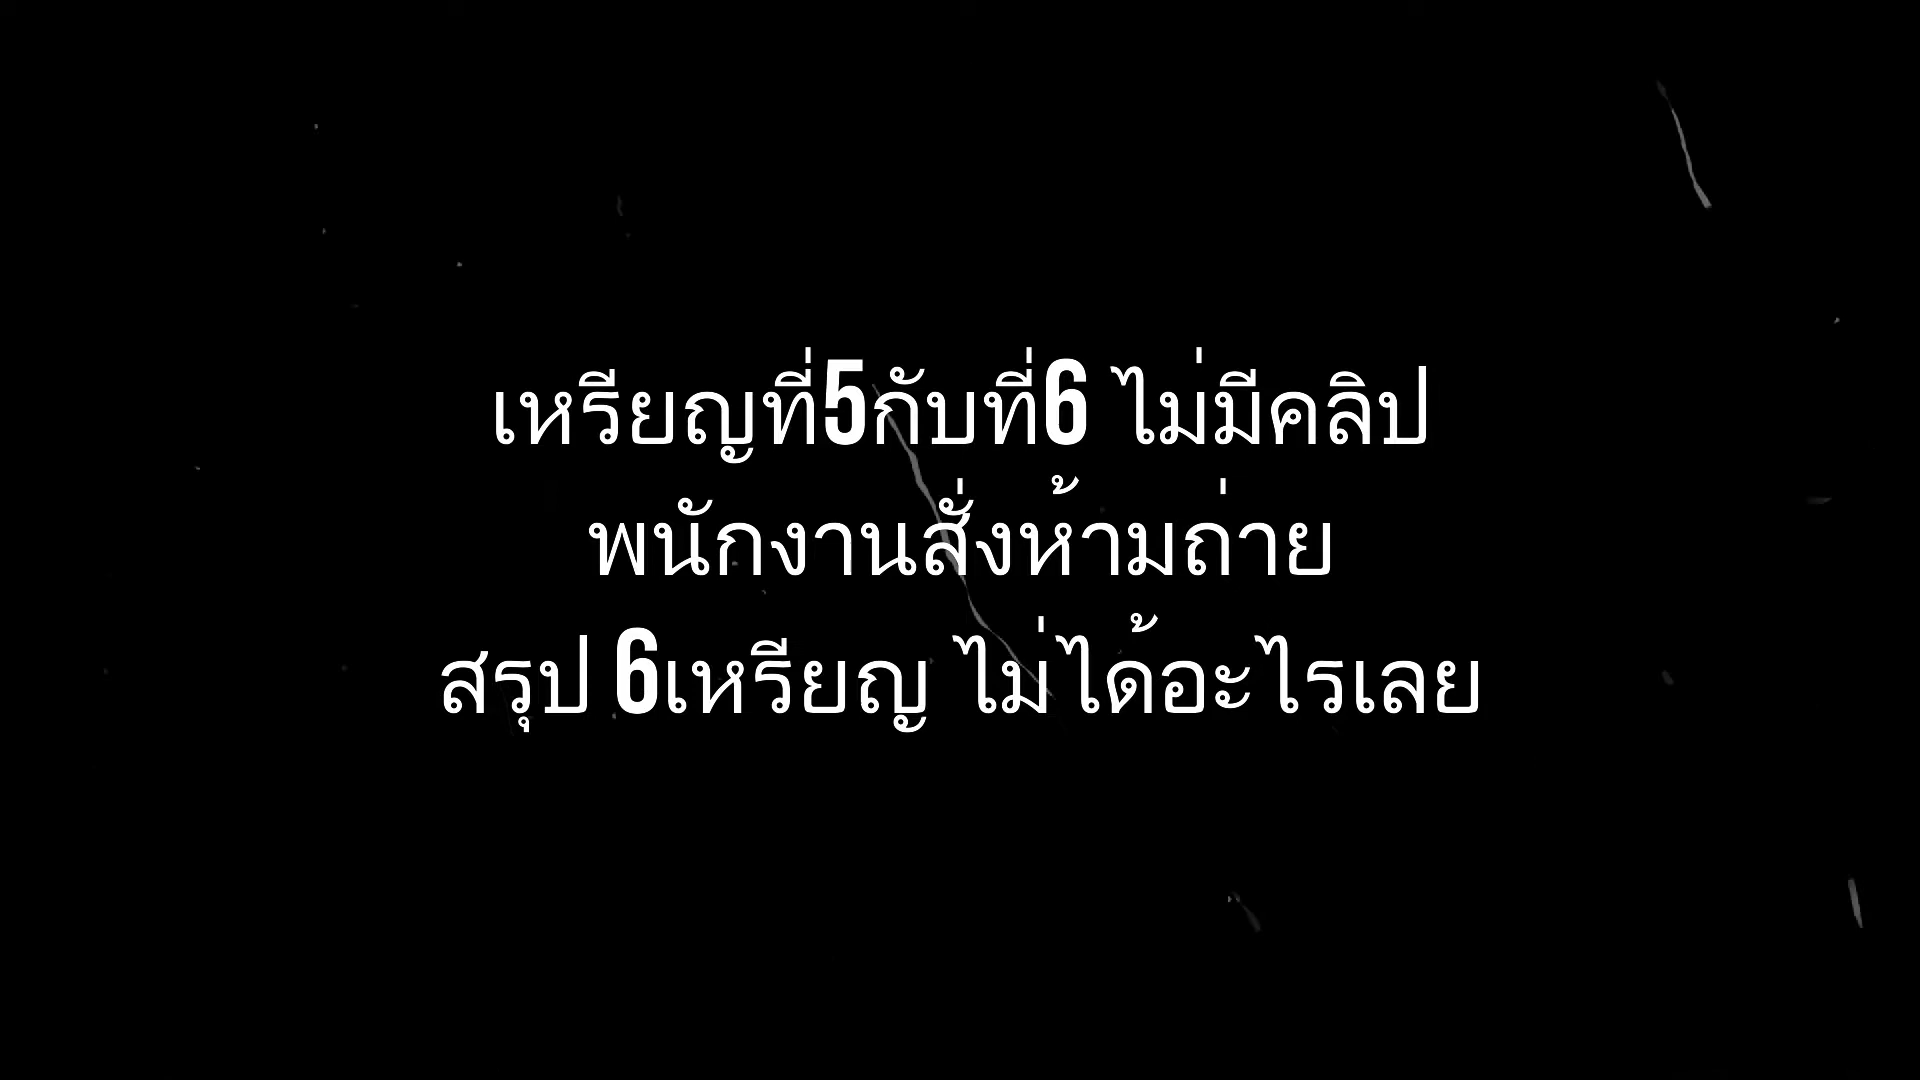 เหรียญที่5กับที่6 ไม่มีคลิป
พนักงานสั่งห้ามถ่าย
สรุป 6เหรียญ ไม่ได้อะไรเลย